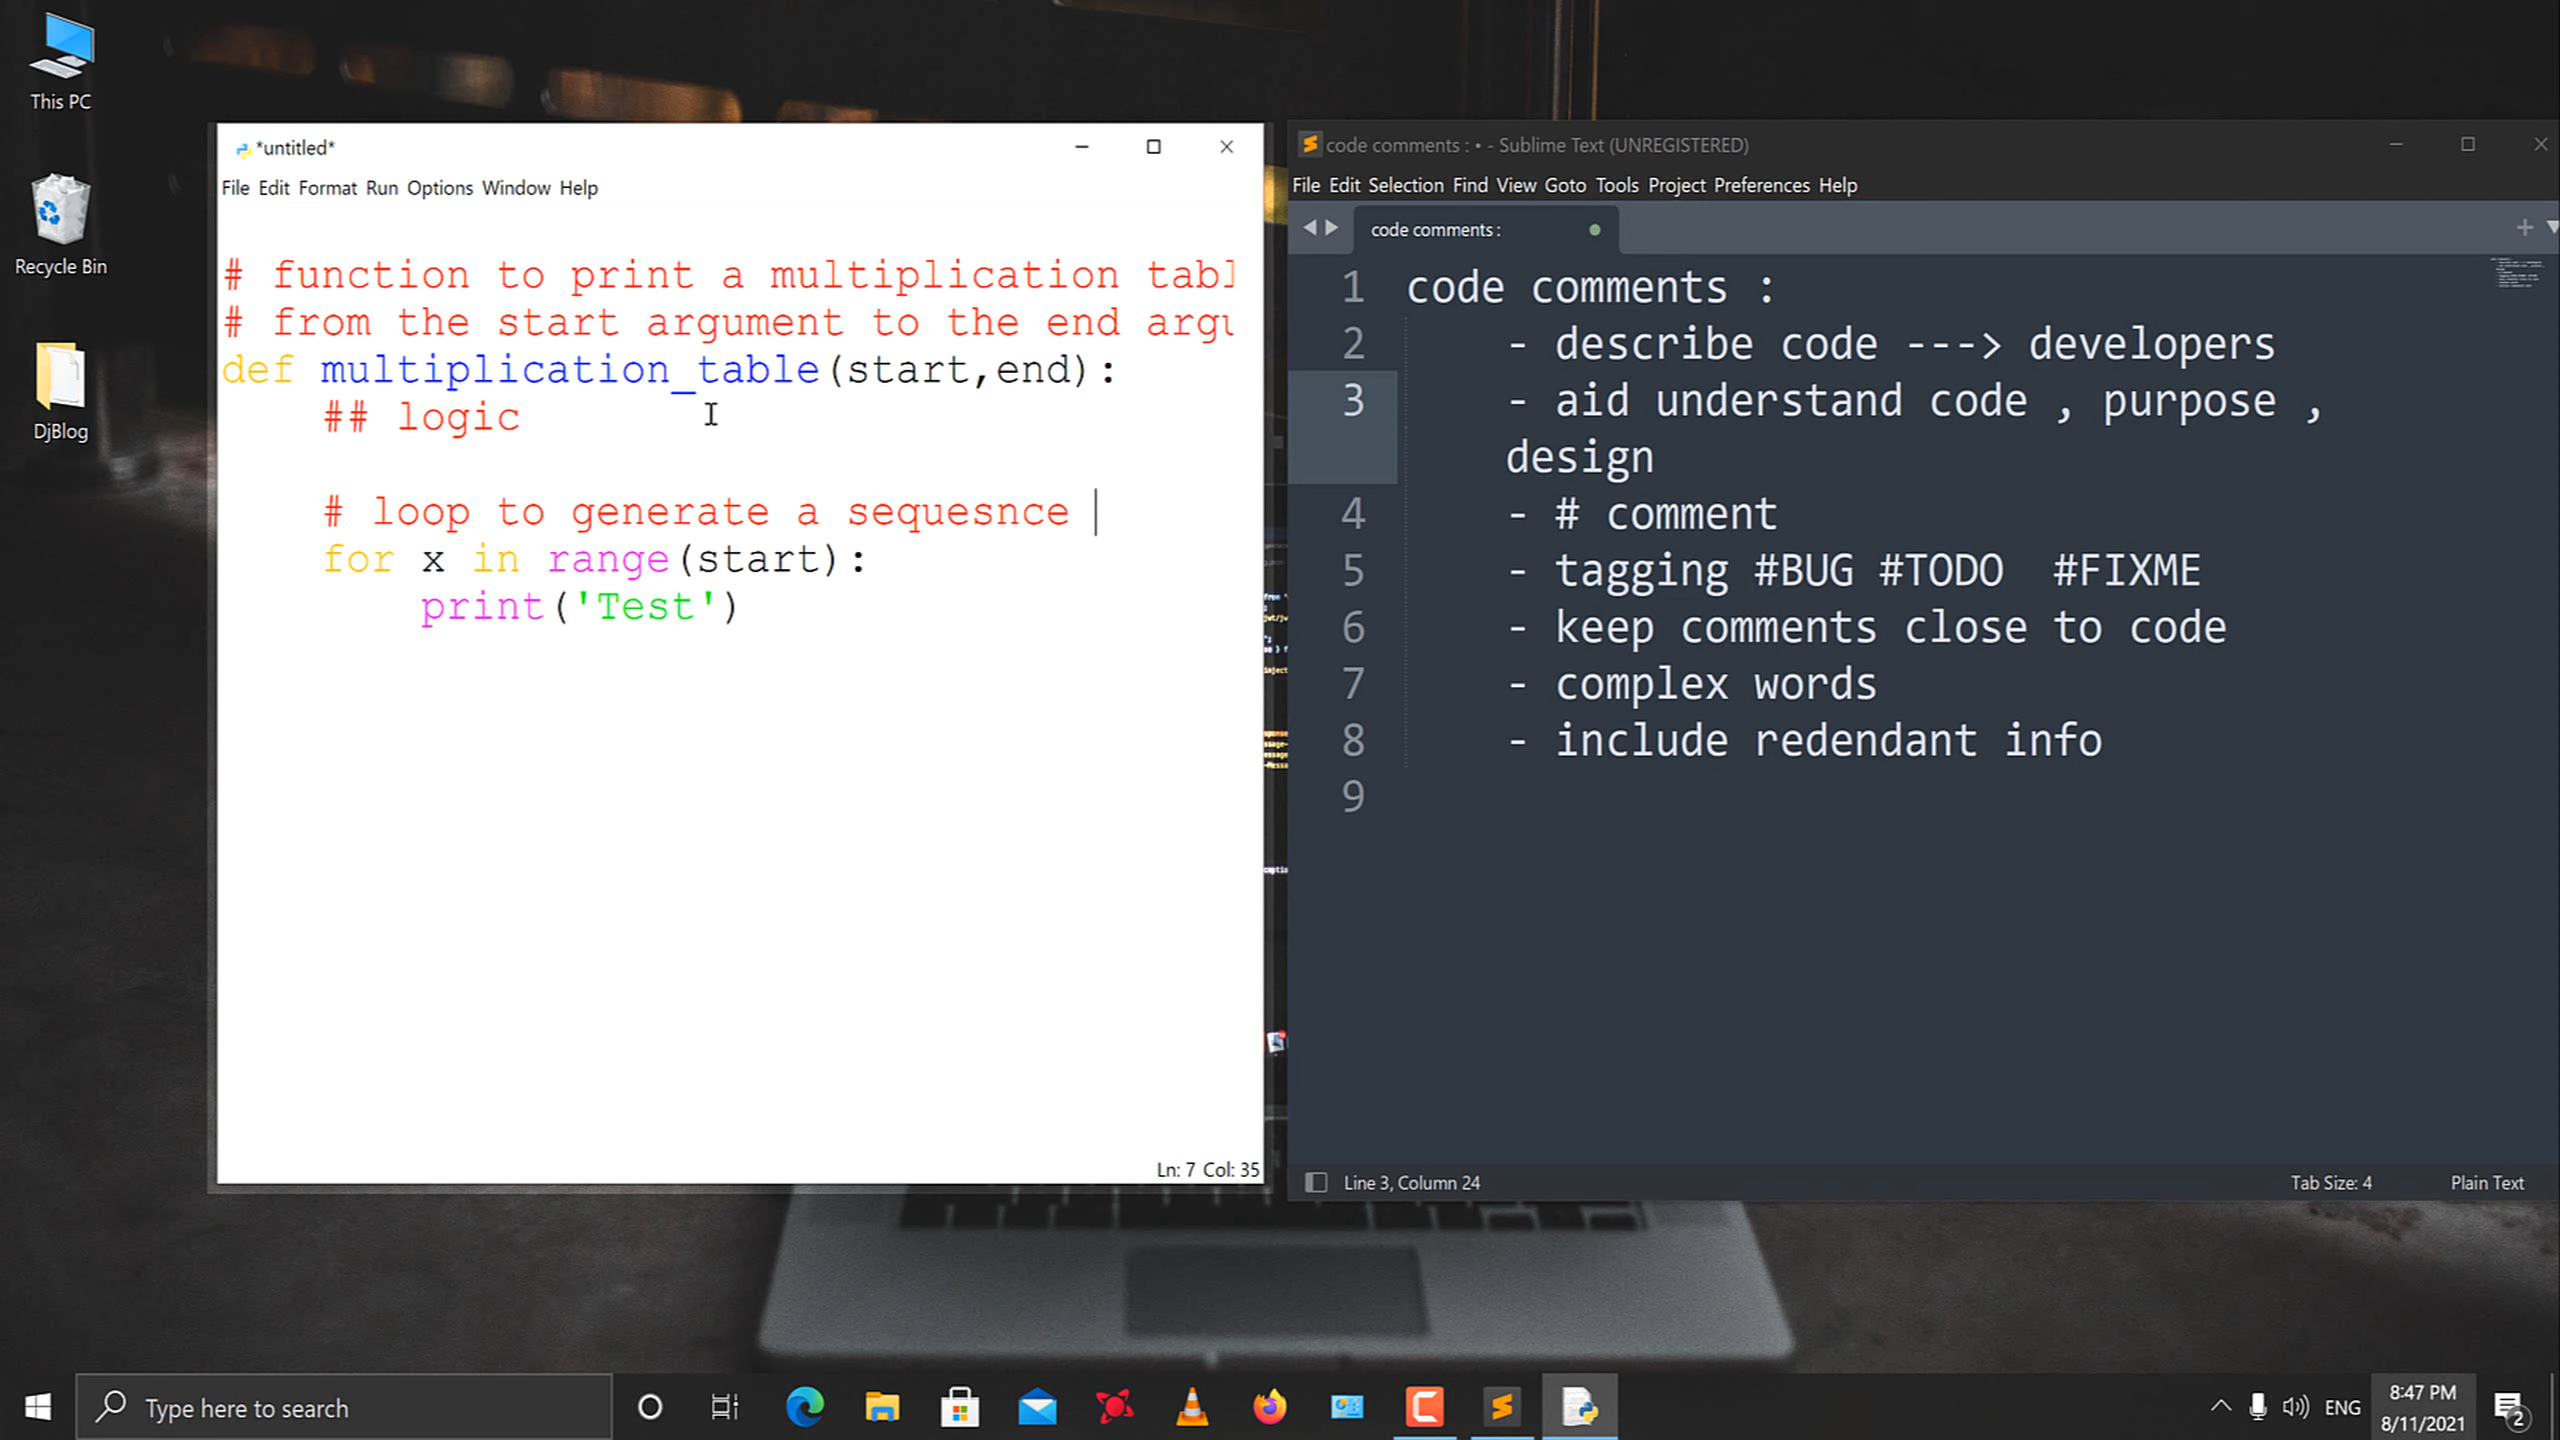 This PC
Recycle Bin
DjBlog
*untitled*
File Edit Format Run Options Window Help
# function to print a multiplication tabl
# from the start argument to the end argu
def multiplication_table(start,end):
## logic
# loop to generate a sequesnce
for x in range(start):
print('Test')
Ln: 7 Col: 35
code comments : • - Sublime Text (UNREGISTERED)
File Edit Selection Find View Goto Tools Project Preferences Help
code comments :
1 code comments :
2 - describe code ---> developers
3 - aid understand code , purpose ,
design
4 - # comment
5 - tagging #BUG #TODO #FIXME
6 - keep comments close to code
7 - complex words
8 - include redendant info
9
Line 3, Column 24
Tab Size: 4
Plain Text
Type here to search
ENG
8:47 PM
8/11/2021
2